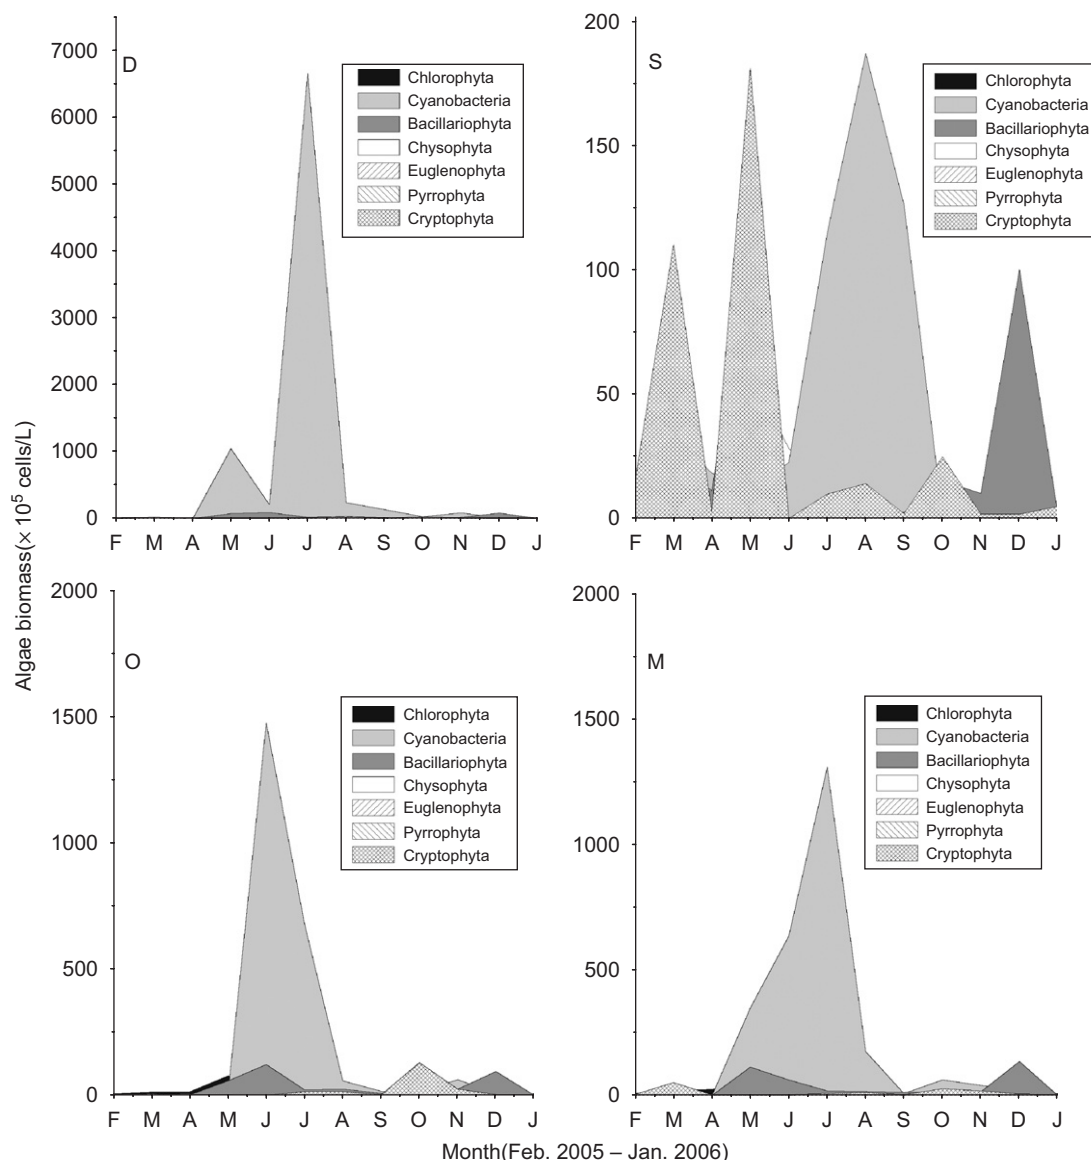 Algae biomass(× 10⁵ cells/L)
D
7000
6000
5000
4000
3000
2000
1000
0
Chlorophyta
Cyanobacteria
Bacillariophyta
Chysophyta
Euglenophyta
Pyrrophyta
Cryptophyta
F M A M J J A S O N D J
S
200
150
100
50
0
Chlorophyta
Cyanobacteria
Bacillariophyta
Chysophyta
Euglenophyta
Pyrrophyta
Cryptophyta
F M A M J J A S O N D J
O
2000
1500
1000
500
0
Chlorophyta
Cyanobacteria
Bacillariophyta
Chysophyta
Euglenophyta
Pyrrophyta
Cryptophyta
F M A M J J A S O N D J
M
2000
1500
1000
500
0
Chlorophyta
Cyanobacteria
Bacillariophyta
Chysophyta
Euglenophyta
Pyrrophyta
Cryptophyta
F M A M J J A S O N D J
Month(Feb. 2005 – Jan. 2006)